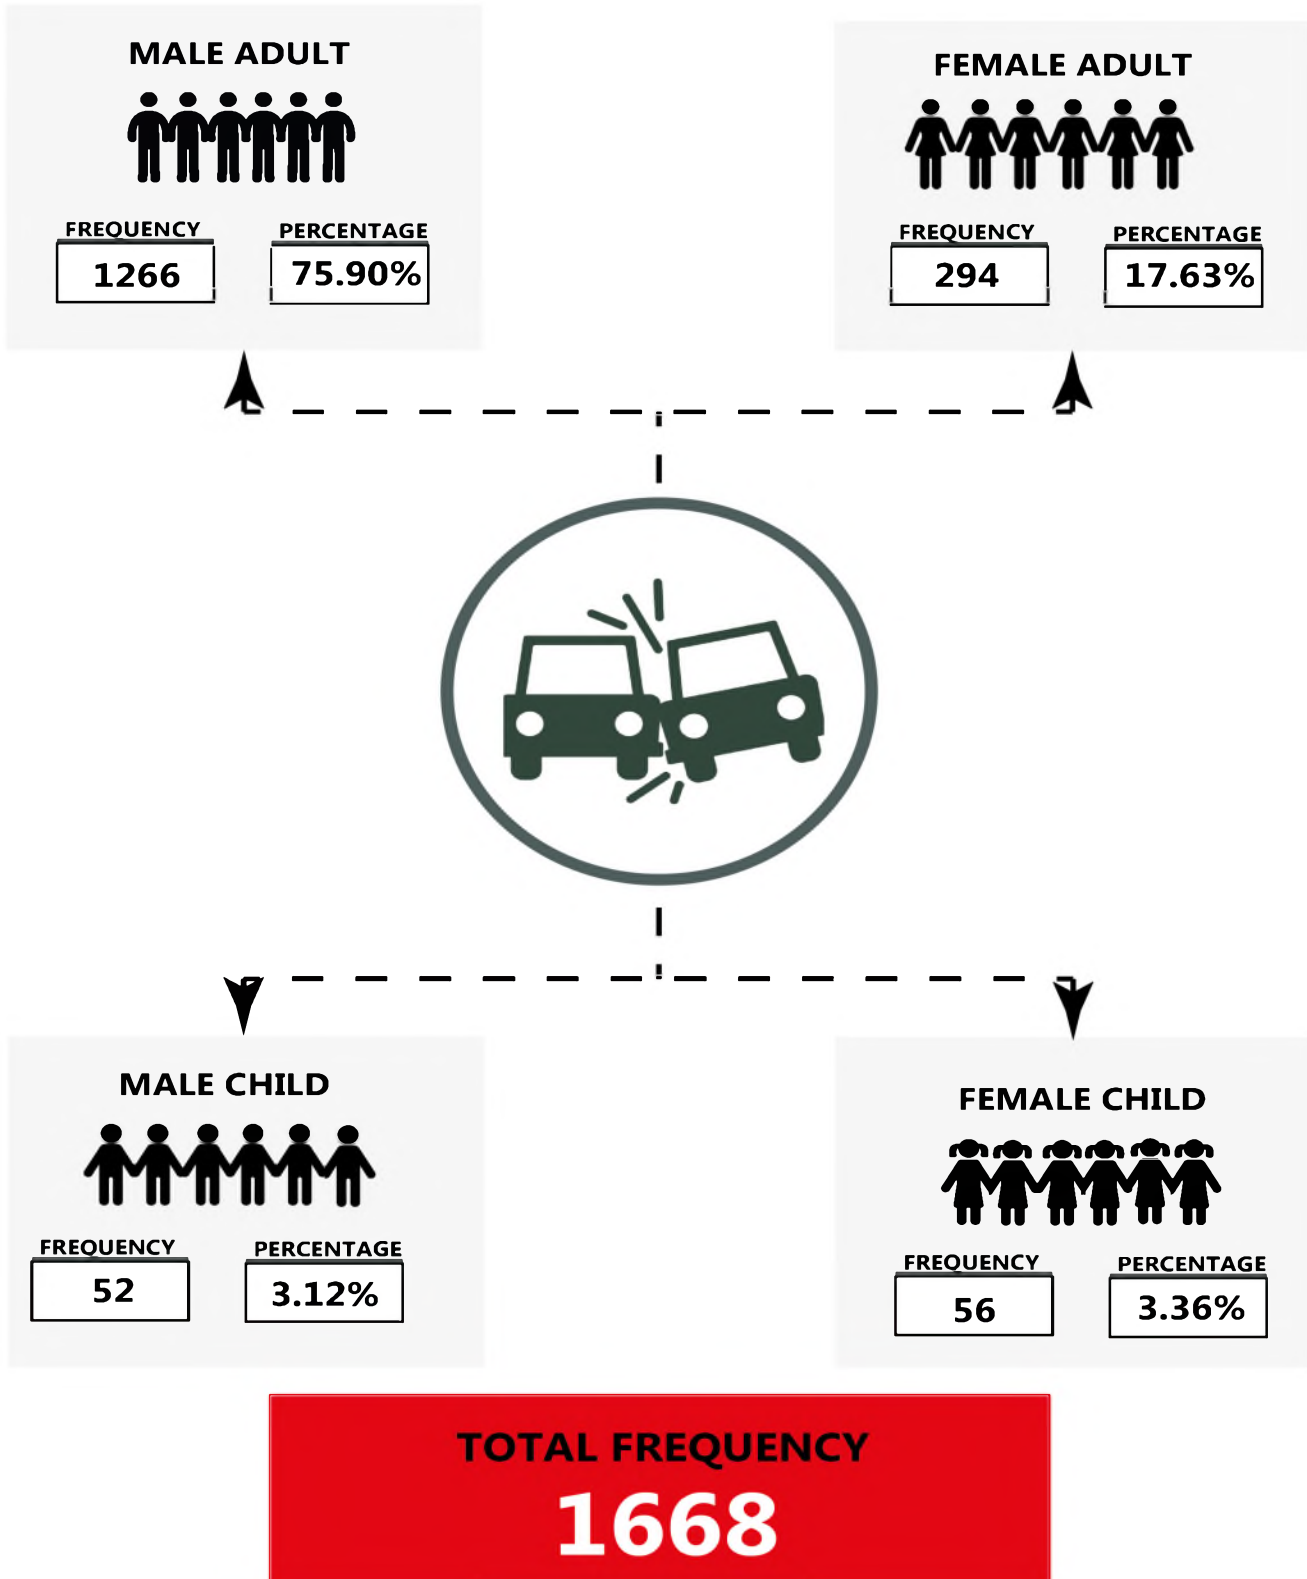 MALE ADULT
FREQUENCY PERCENTAGE
1266 75.90%
FEMALE ADULT
FREQUENCY PERCENTAGE
294 17.63%
MALE CHILD
FREQUENCY PERCENTAGE
52 3.12%
FEMALE CHILD
FREQUENCY PERCENTAGE
56 3.36%
TOTAL FREQUENCY
1668